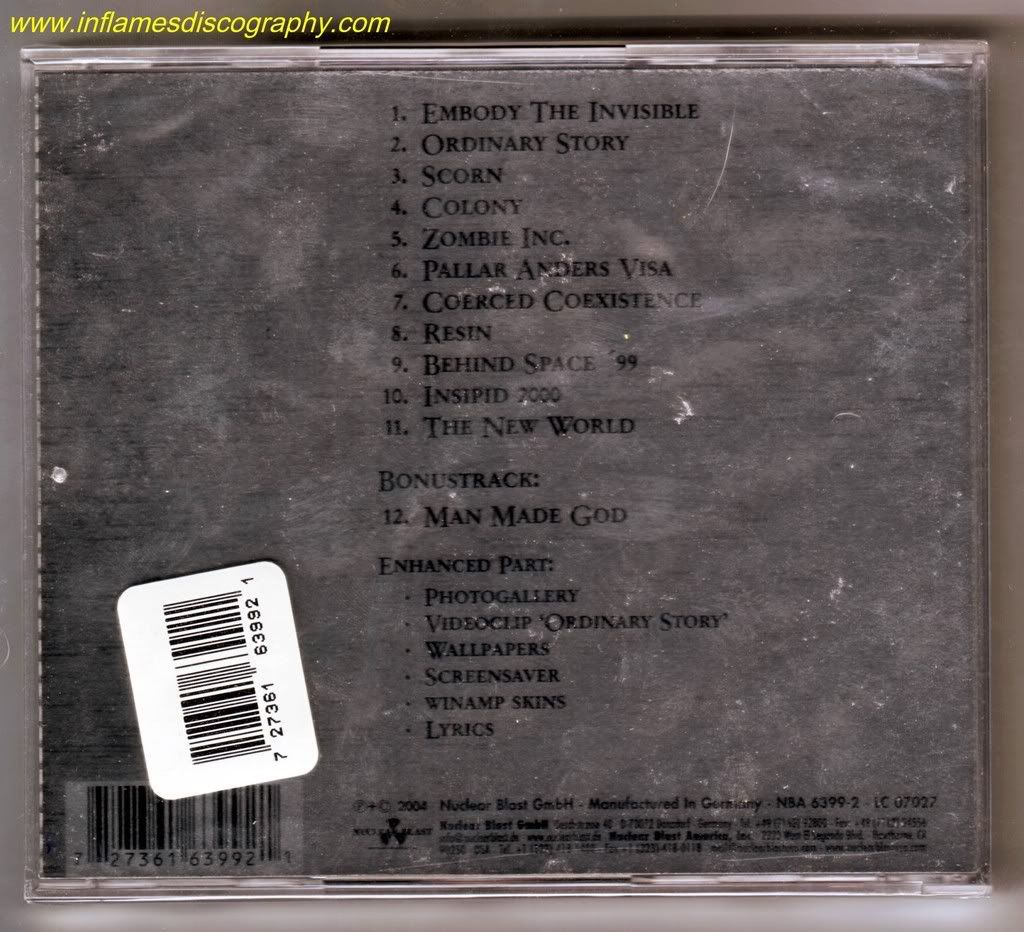 www.inflamesdiscography.com
1. Embody The Invisible
2. Ordinary Story
3. Scorn
4. Colony
5. Zombie Inc.
6. Pallar Anders Visa
7. Coerced Coexistence
8. Resin
9. Behind Space ´99
10. Insipid 2000
11. The New World
Bonustrack:
12. Man Made God
Enhanced Part:
· Photogallery
· Videoclip ‘Ordinary Story’
· Wallpapers
· Screensaver
· winamp skins
· Lyrics
7 27361 63992 1
℗+© 2004 Nuclear Blast GmbH · Manufactured In Germany · NBA 6399-2 · LC 07027
NUCLEAR BLAST
Nuclear Blast GmbH Germany
Nuclear Blast America, Inc.
USA
7 27361 63992 1